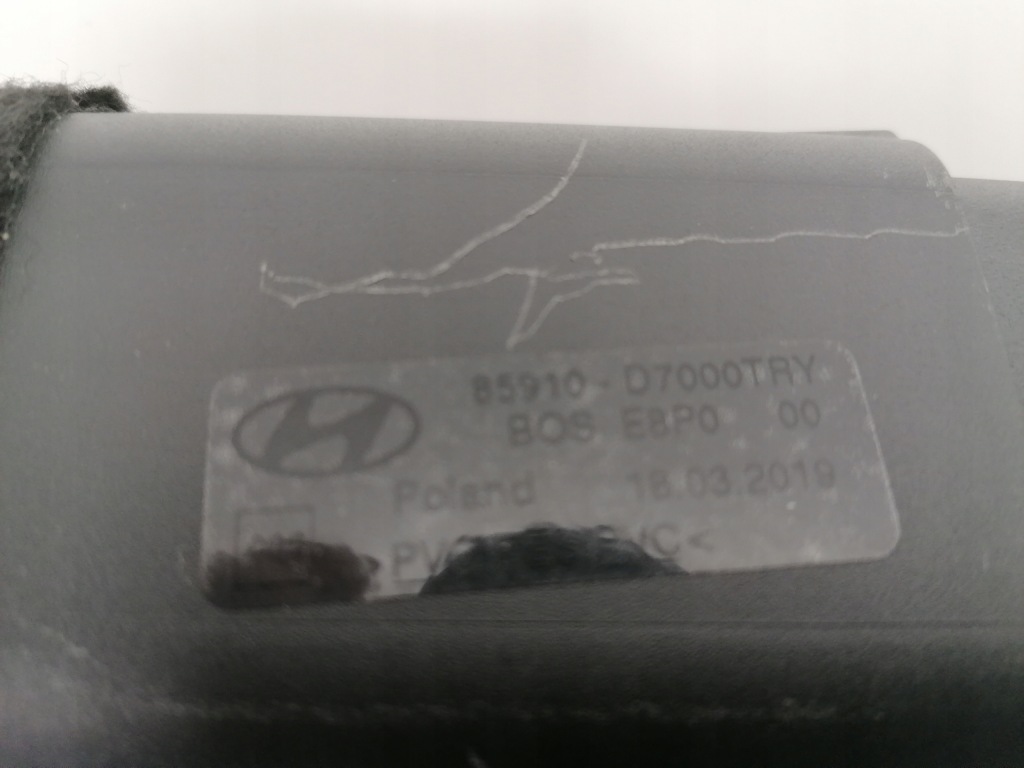 85910 - D7000TRY
BOS E8P0 00
Poland 18.03.2019